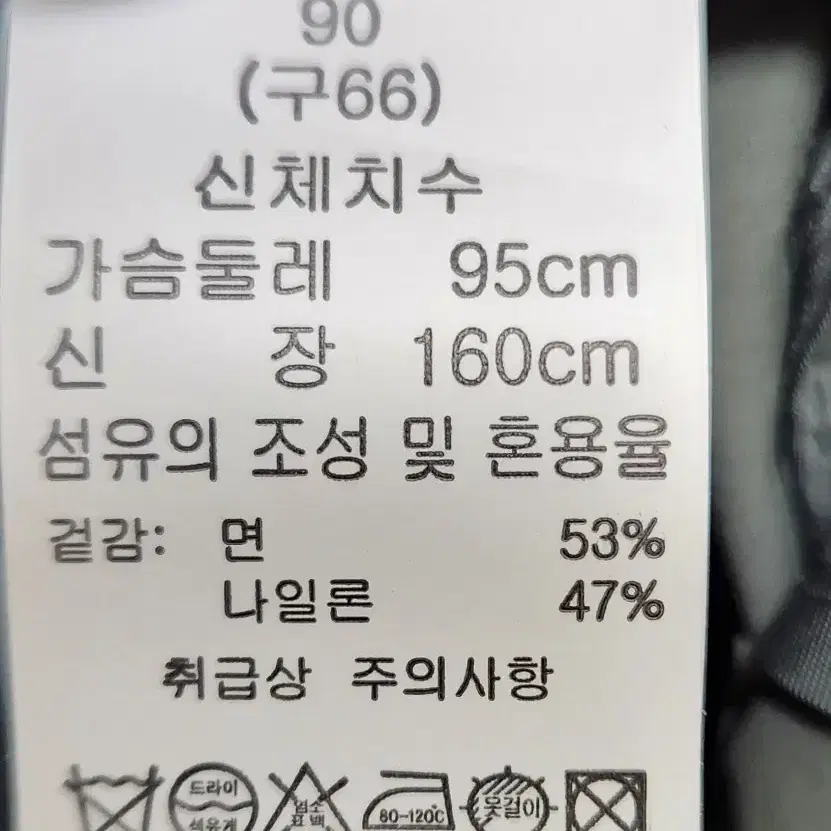 90
(구66)
신체치수
가슴둘레 95cm
신 장 160cm
섬유의 조성 및 혼용율
겉감: 면 53%
나일론 47%
취급상 주의사항
드라이 염소 80-120C 옷걸이
석유계 표백